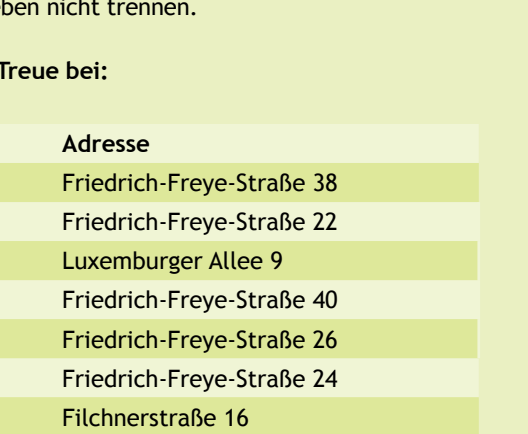 eben nicht trennen.
Treue bei:
Adresse
Friedrich-Freye-Straße 38
Friedrich-Freye-Straße 22
Luxemburger Allee 9
Friedrich-Freye-Straße 40
Friedrich-Freye-Straße 26
Friedrich-Freye-Straße 24
Filchnerstraße 16